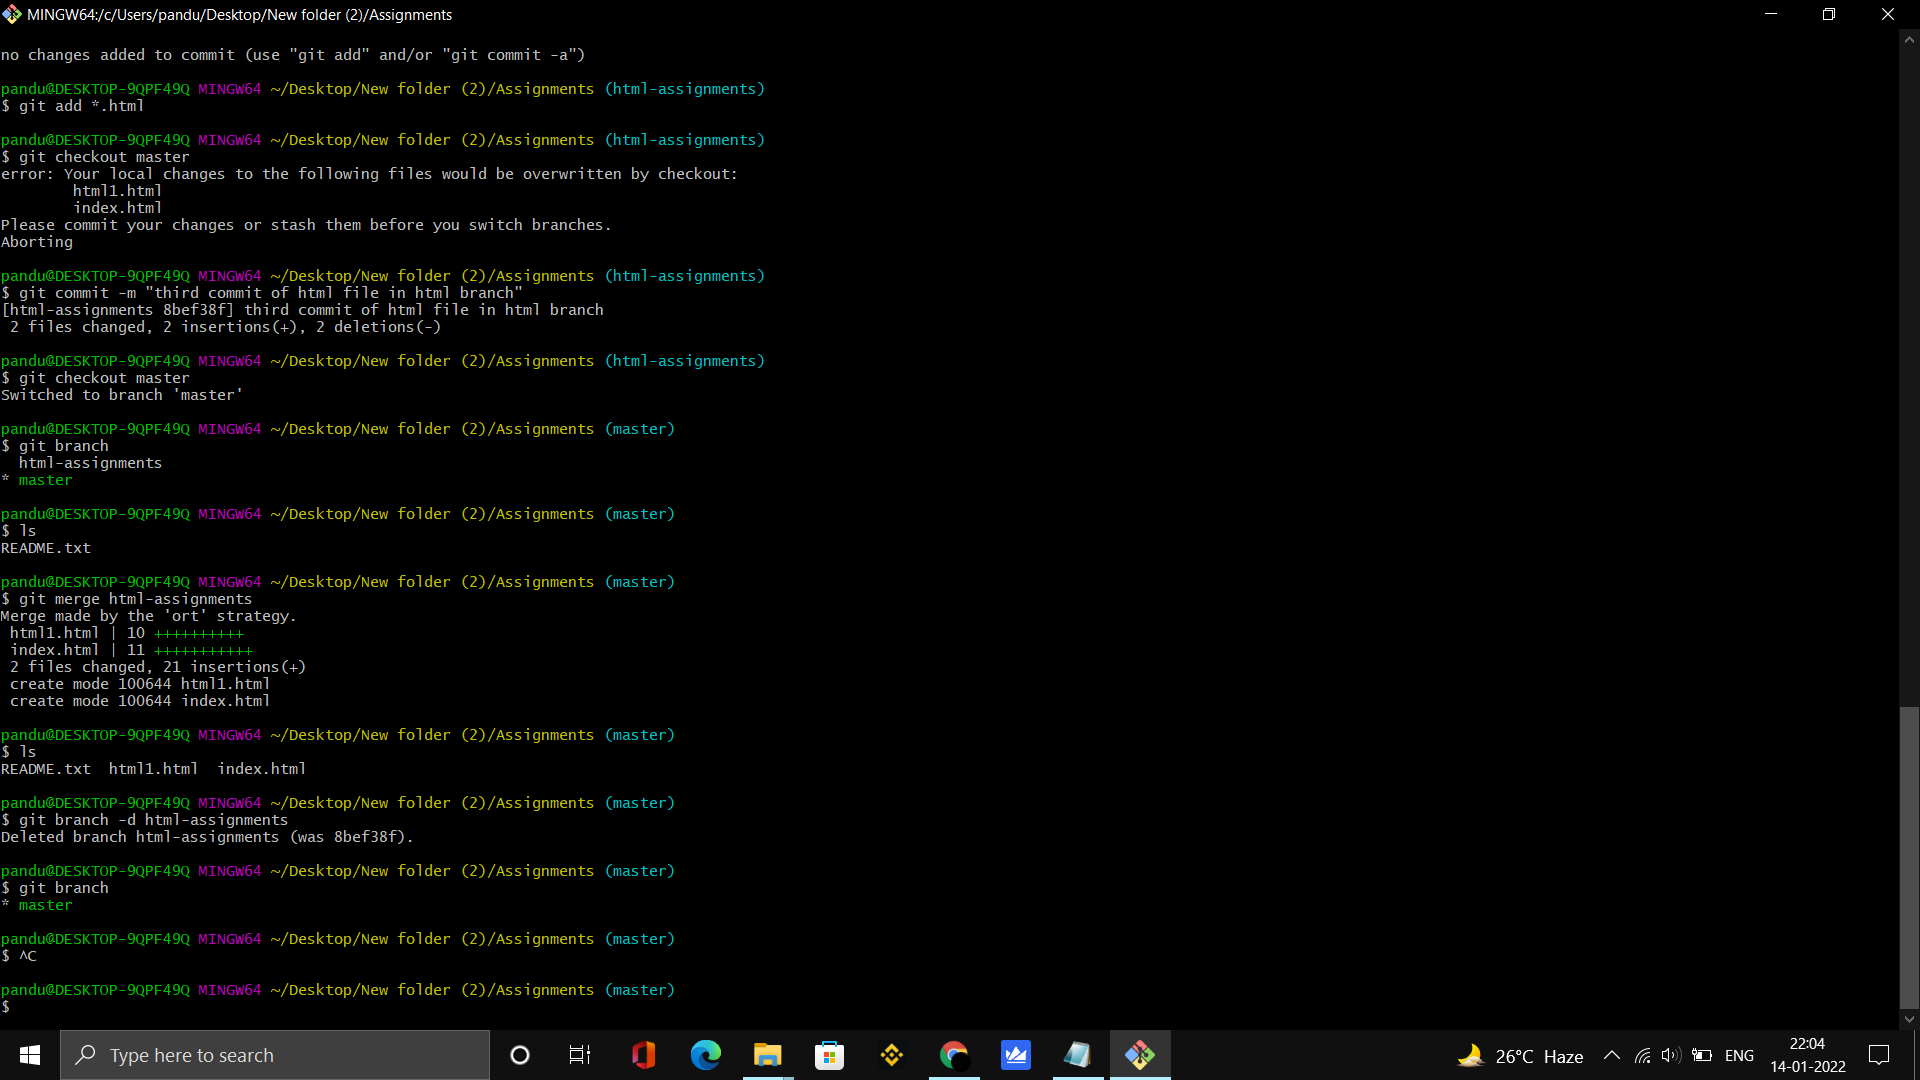 MINGW64:/c/Users/pandu/Desktop/New folder (2)/Assignments
no changes added to commit (use "git add" and/or "git commit -a")
pandu@DESKTOP-9QPF49Q MINGW64 ~/Desktop/New folder (2)/Assignments (html-assignments)
$ git add *.html
pandu@DESKTOP-9QPF49Q MINGW64 ~/Desktop/New folder (2)/Assignments (html-assignments)
$ git checkout master
error: Your local changes to the following files would be overwritten by checkout:
html1.html
index.html
Please commit your changes or stash them before you switch branches.
Aborting
pandu@DESKTOP-9QPF49Q MINGW64 ~/Desktop/New folder (2)/Assignments (html-assignments)
$ git commit -m "third commit of html file in html branch"
[html-assignments 8bef38f] third commit of html file in html branch
2 files changed, 2 insertions(+), 2 deletions(-)
pandu@DESKTOP-9QPF49Q MINGW64 ~/Desktop/New folder (2)/Assignments (html-assignments)
$ git checkout master
Switched to branch 'master'
pandu@DESKTOP-9QPF49Q MINGW64 ~/Desktop/New folder (2)/Assignments (master)
$ git branch
html-assignments
* master
pandu@DESKTOP-9QPF49Q MINGW64 ~/Desktop/New folder (2)/Assignments (master)
$ ls
README.txt
pandu@DESKTOP-9QPF49Q MINGW64 ~/Desktop/New folder (2)/Assignments (master)
$ git merge html-assignments
Merge made by the 'ort' strategy.
html1.html | 10 ++++++++++
index.html | 11 +++++++++++
2 files changed, 21 insertions(+)
create mode 100644 html1.html
create mode 100644 index.html
pandu@DESKTOP-9QPF49Q MINGW64 ~/Desktop/New folder (2)/Assignments (master)
$ ls
README.txt  html1.html  index.html
pandu@DESKTOP-9QPF49Q MINGW64 ~/Desktop/New folder (2)/Assignments (master)
$ git branch -d html-assignments
Deleted branch html-assignments (was 8bef38f).
pandu@DESKTOP-9QPF49Q MINGW64 ~/Desktop/New folder (2)/Assignments (master)
$ git branch
* master
pandu@DESKTOP-9QPF49Q MINGW64 ~/Desktop/New folder (2)/Assignments (master)
$ ^C
pandu@DESKTOP-9QPF49Q MINGW64 ~/Desktop/New folder (2)/Assignments (master)
$
Type here to search
26°C Haze
ENG
22:04
14-01-2022